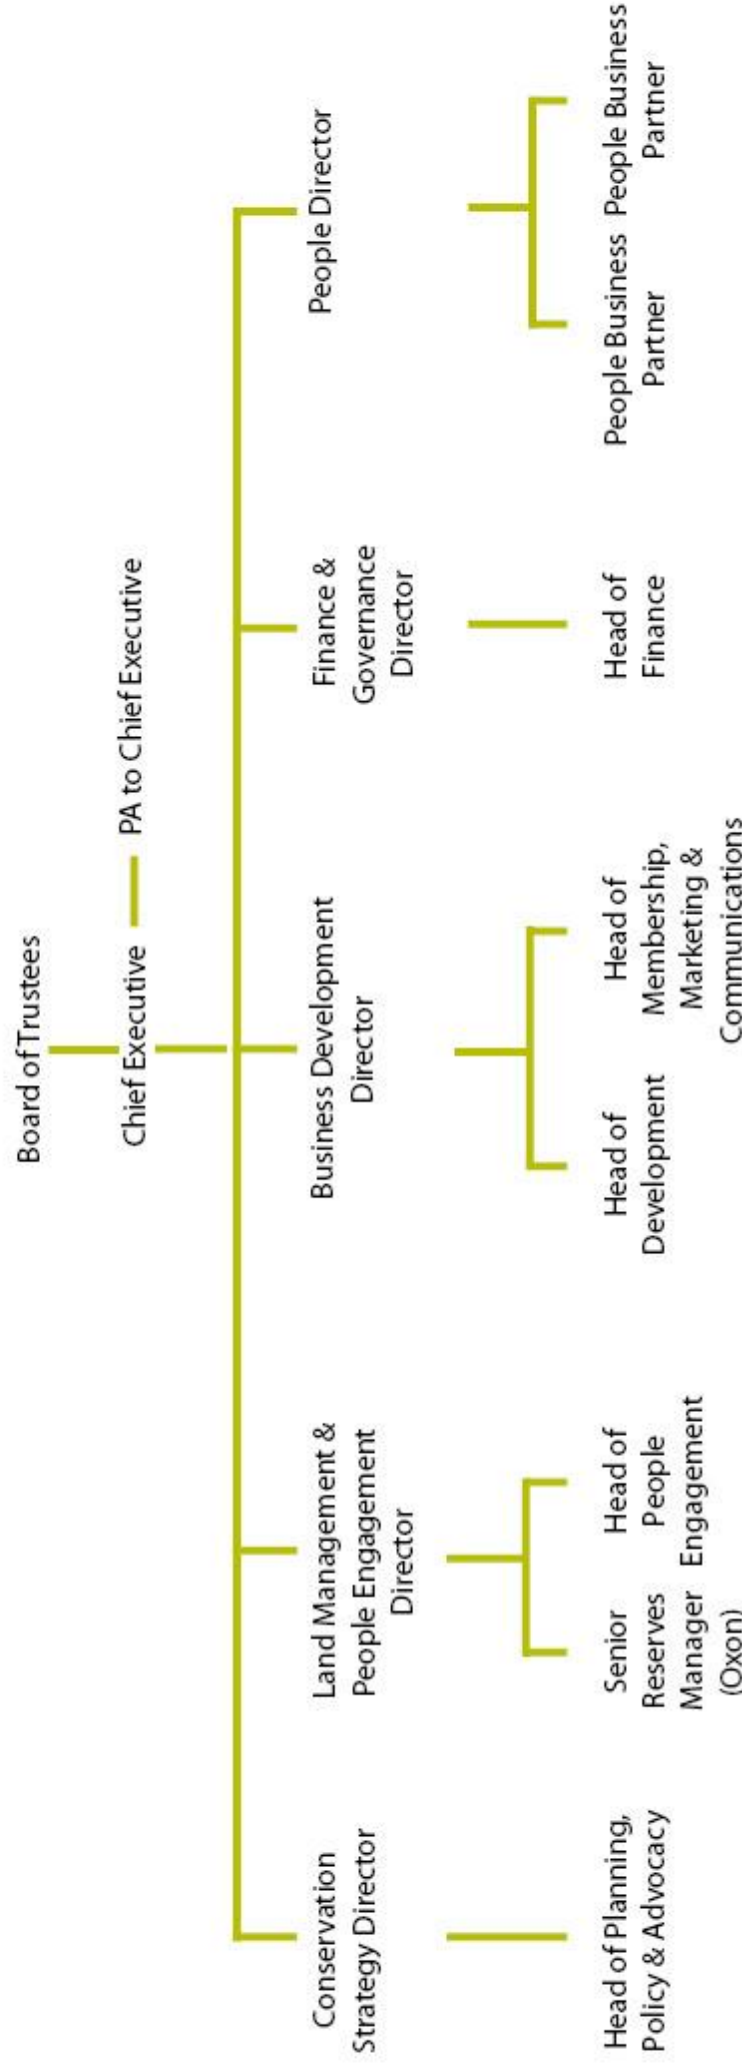 Board of Trustees
Chief Executive
PA to Chief Executive
Conservation
Strategy Director
Land Management &
People Engagement
Director
Business Development
Director
Finance &
Governance
Director
People Director
Head of Planning,
Policy & Advocacy
Senior
Reserves
Manager
(Oxon)
Head of
People
Engagement
Head of
Development
Head of
Membership,
Marketing &
Communications
Head of
Finance
People Business
Partner
People Business
Partner